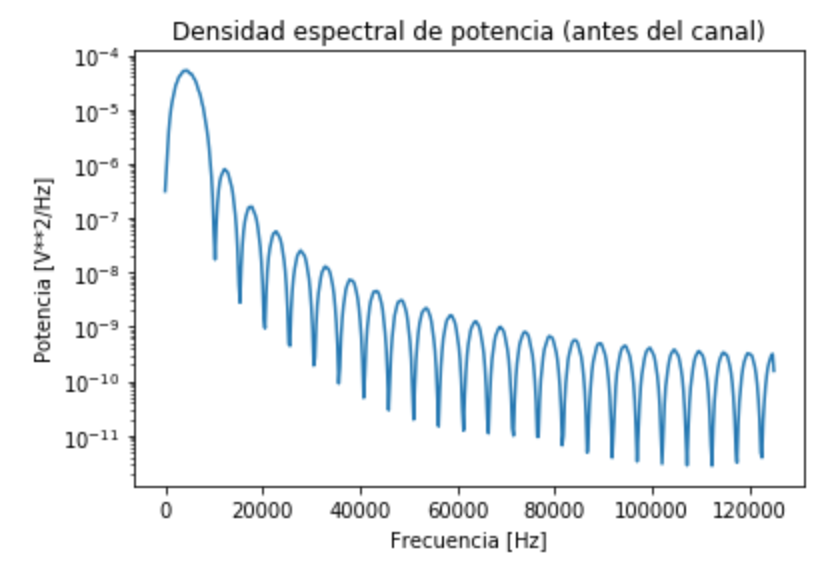 Densidad espectral de potencia (antes del canal)
10⁻⁴
10⁻⁵
10⁻⁶
10⁻⁷
10⁻⁸
10⁻⁹
10⁻¹⁰
10⁻¹¹
Potencia [V**2/Hz]
0 20000 40000 60000 80000 100000 120000
Frecuencia [Hz]